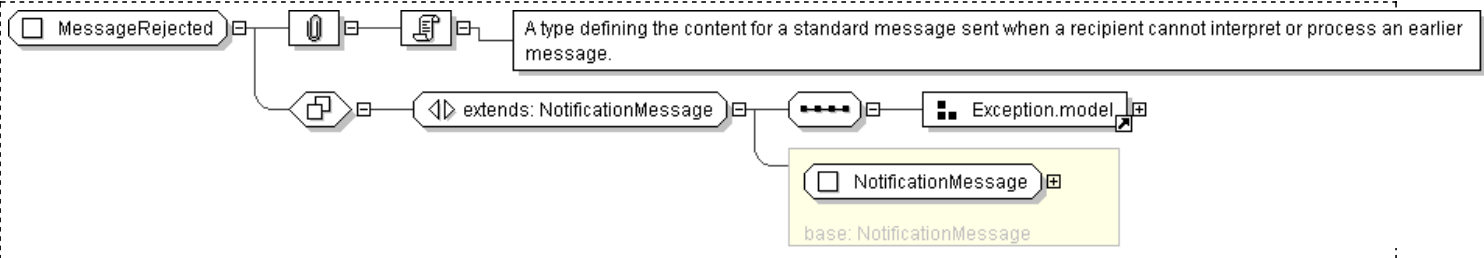 MessageRejected
A type defining the content for a standard message sent when a recipient cannot interpret or process an earlier
message.
extends: NotificationMessage
Exception.model
NotificationMessage
base: NotificationMessage